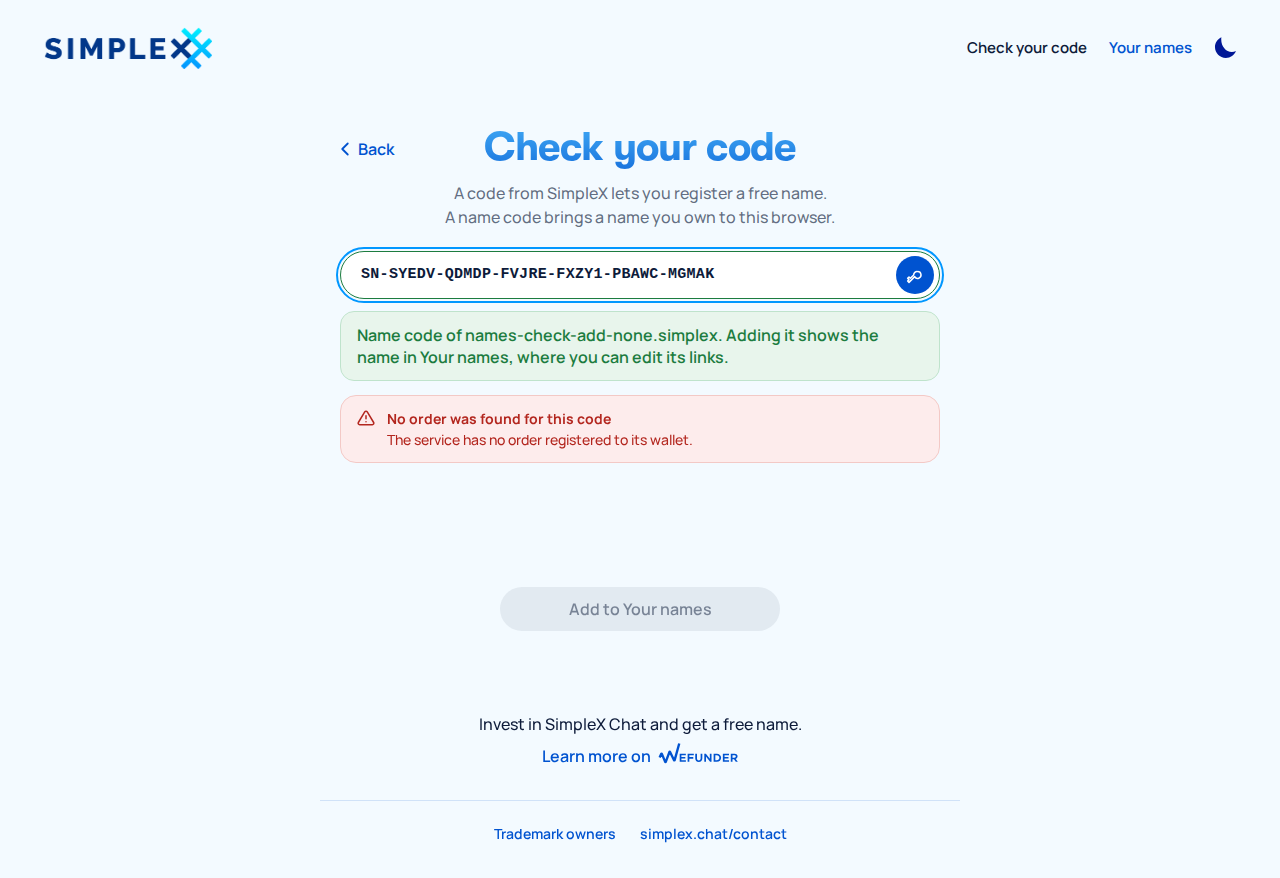 SIMPLEX
Check your code
Your names
Back
Check your code
A code from SimpleX lets you register a free name.
A name code brings a name you own to this browser.
SN-SYEDV-QDMDP-FVJRE-FXZY1-PBAWC-MGMAK
Name code of names-check-add-none.simplex. Adding it shows the
name in Your names, where you can edit its links.
No order was found for this code
The service has no order registered to its wallet.
Add to Your names
Invest in SimpleX Chat and get a free name.
Learn more on WEFUNDER
Trademark owners
simplex.chat/contact